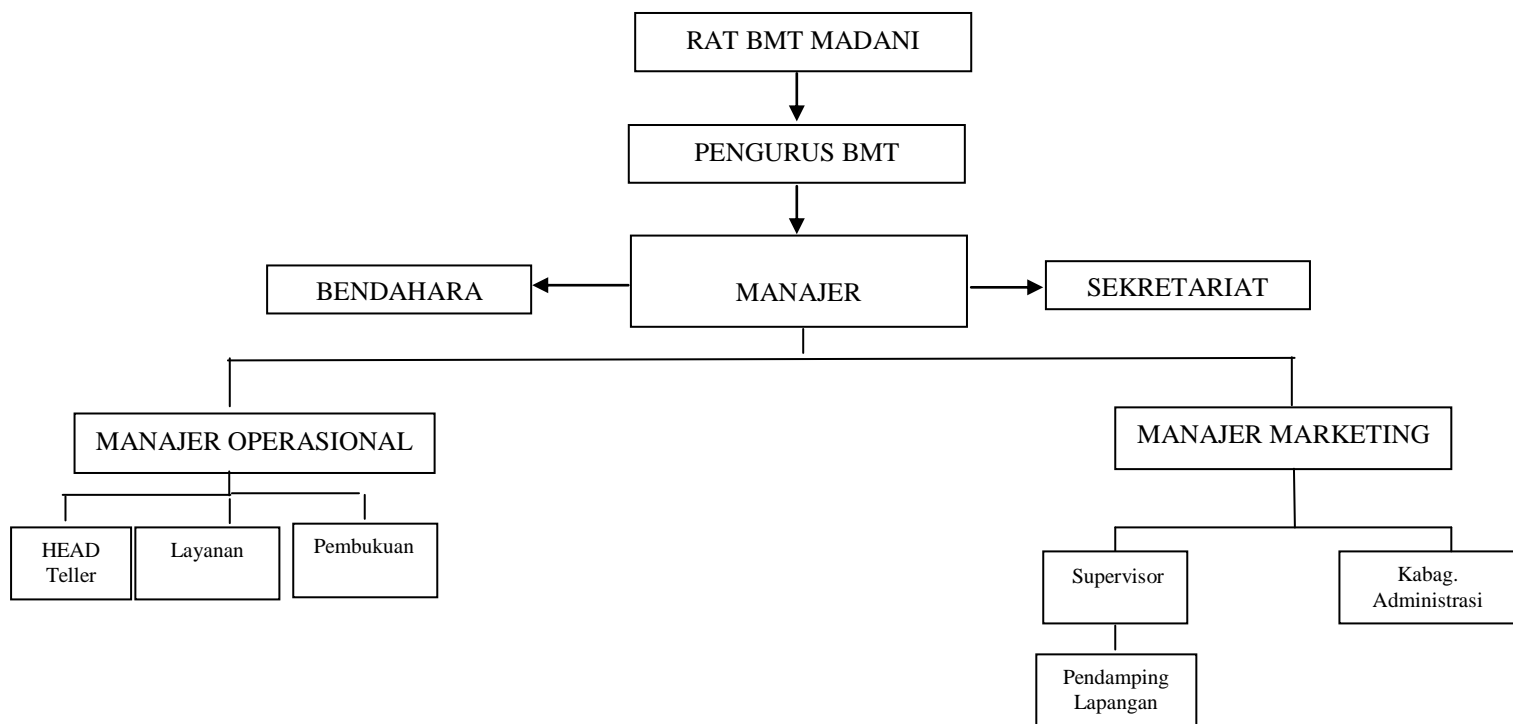 RAT BMT MADANI
PENGURUS BMT
MANAJER
BENDAHARA
SEKRETARIAT
MANAJER OPERASIONAL
MANAJER MARKETING
HEAD
Teller
Layanan
Pembukuan
Supervisor
Kabag.
Administrasi
Pendamping
Lapangan